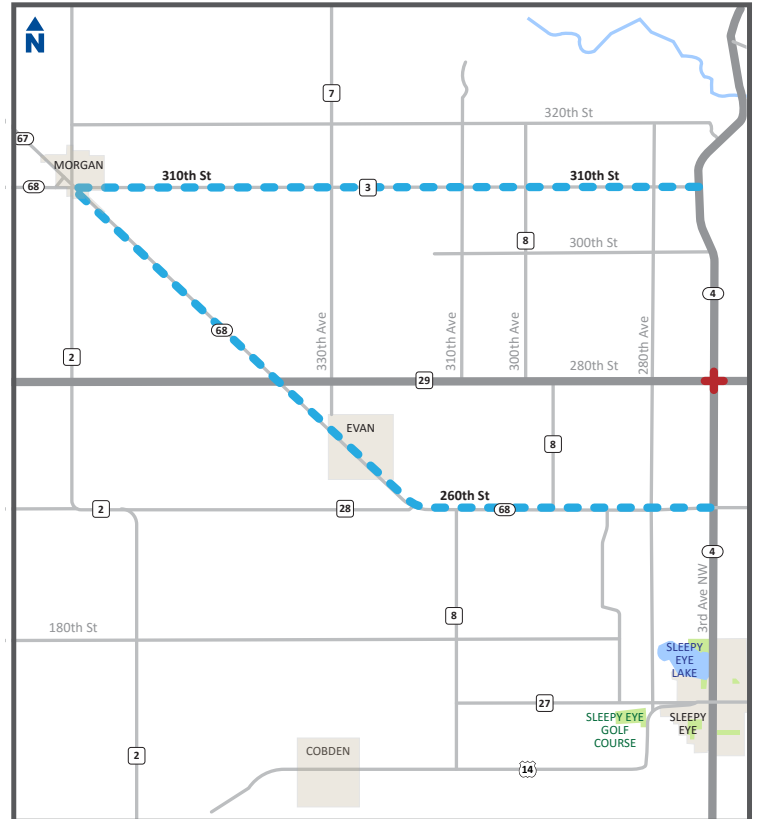 N
7
320th St
67
MORGAN
68
310th St
3
310th St
8
300th St
4
68
2
330th Ave
310th Ave
300th Ave
280th Ave
280th St
29
EVAN
8
260th St
68
2
28
4
3rd Ave NW
8
180th St
SLEEPY
EYE
LAKE
27
SLEEPY EYE
GOLF
COURSE
SLEEPY
EYE
COBDEN
2
14